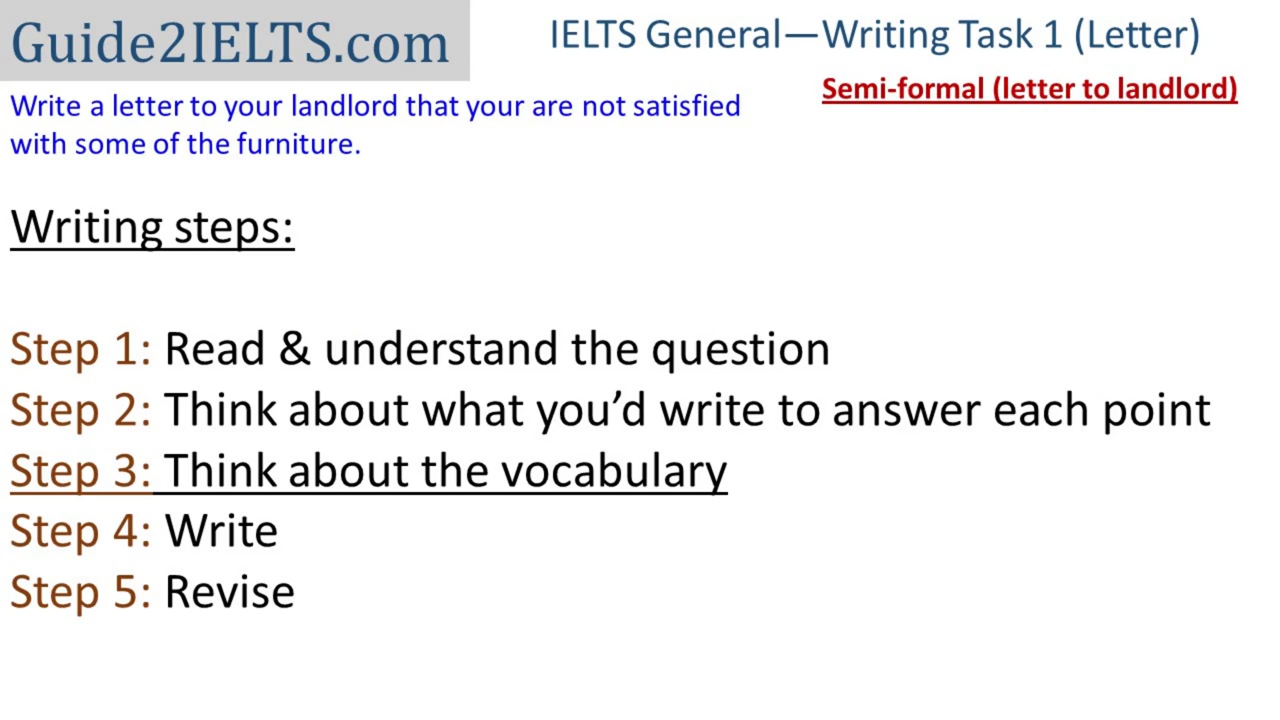 Guide2IELTS.com
IELTS General—Writing Task 1 (Letter)
Semi-formal (letter to landlord)
Write a letter to your landlord that your are not satisfied
with some of the furniture.
Writing steps:
Step 1: Read & understand the question
Step 2: Think about what you’d write to answer each point
Step 3: Think about the vocabulary
Step 4: Write
Step 5: Revise